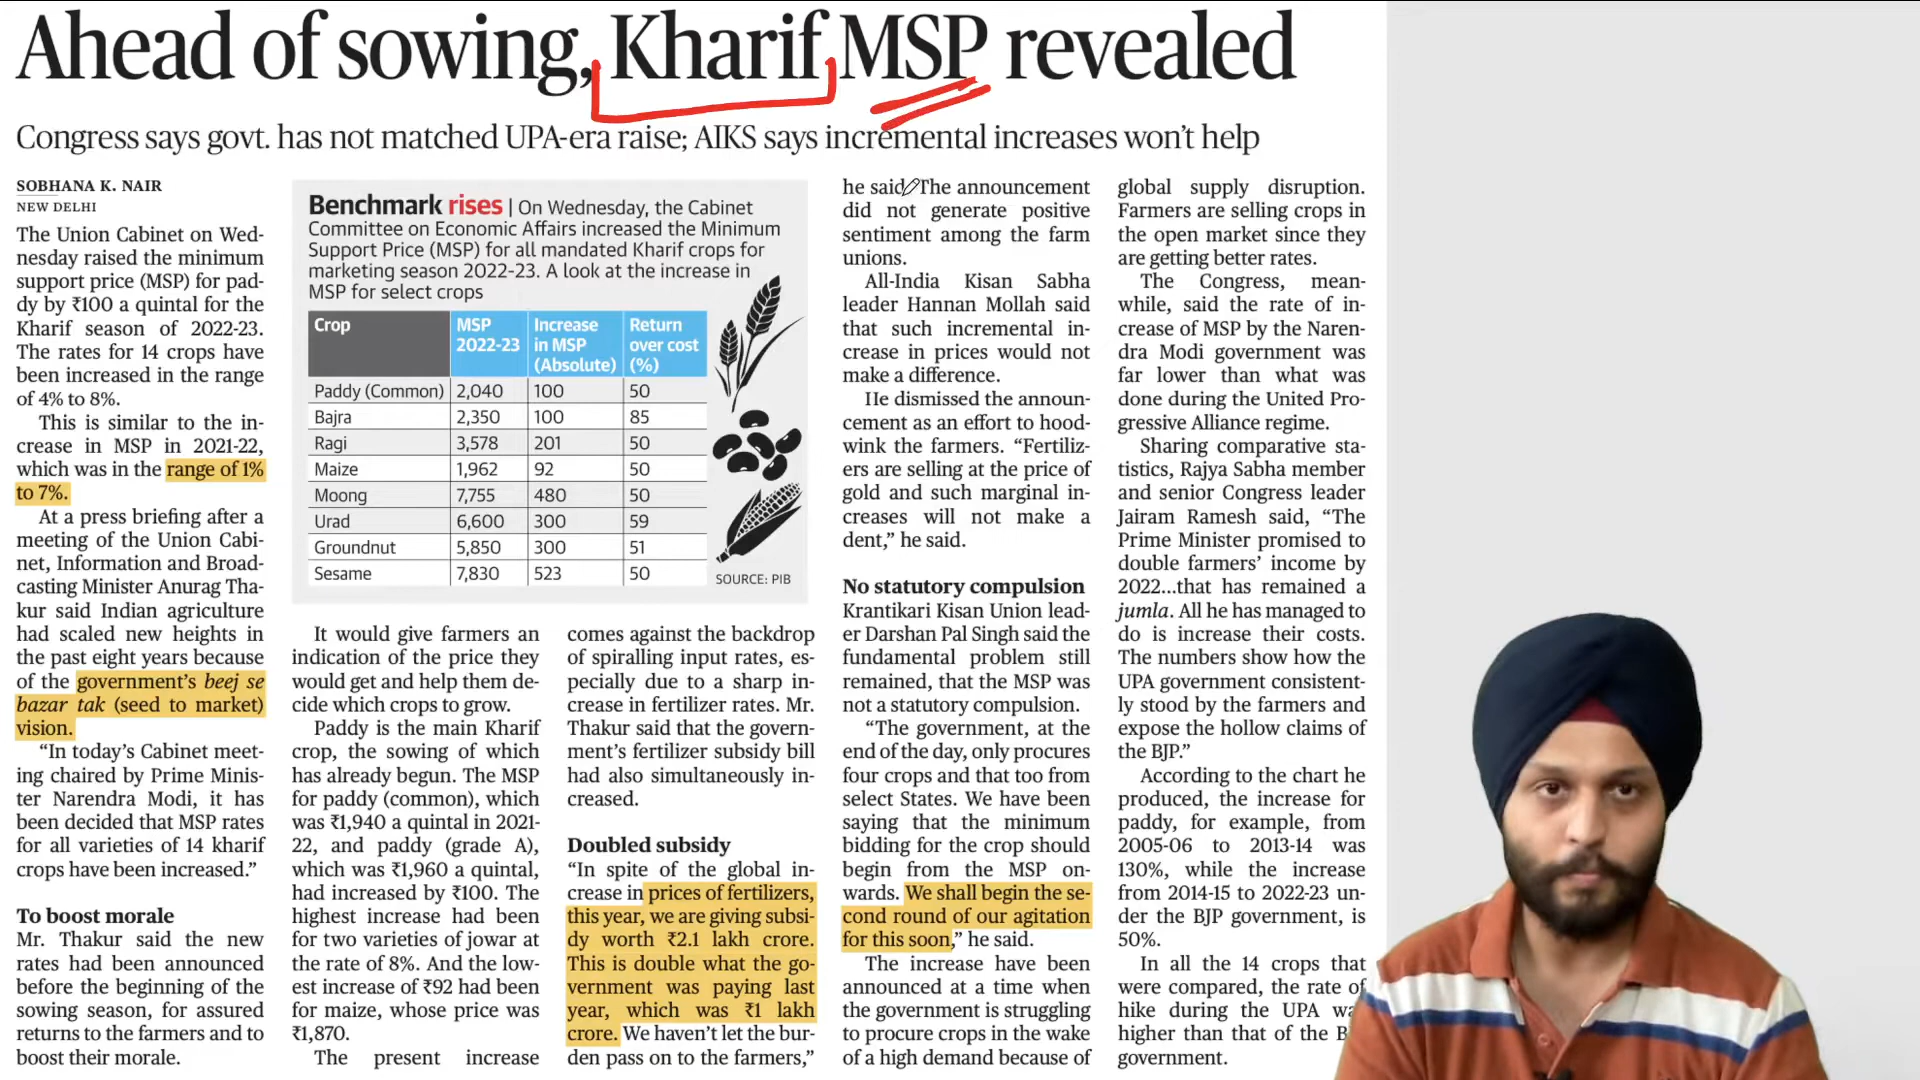 Ahead of sowing, Kharif MSP revealed
Congress says govt. has not matched UPA-era raise; AIKS says incremental increases won't help
SOBHANA K. NAIR
NEW DELHI
The Union Cabinet on Wed-
nesday raised the minimum
support price (MSP) for pad-
dy by ₹100 a quintal for the
Kharif season of 2022-23.
The rates for 14 crops have
been increased in the range
of 4% to 8%.
This is similar to the in-
crease in MSP in 2021-22,
which was in the range of 1%
to 7%.
At a press briefing after a
meeting of the Union Cabi-
net, Information and Broad-
casting Minister Anurag Tha-
kur said Indian agriculture
had scaled new heights in
the past eight years because
of the government's beej se
bazar tak (seed to market)
vision.
"In today's Cabinet meet-
ing chaired by Prime Minis-
ter Narendra Modi, it has
been decided that MSP rates
for all varieties of 14 kharif
crops have been increased."
To boost morale
Mr. Thakur said the new
rates had been announced
before the beginning of the
sowing season, for assured
returns to the farmers and to
boost their morale.
Benchmark rises | On Wednesday, the Cabinet
Committee on Economic Affairs increased the Minimum
Support Price (MSP) for all mandated Kharif crops for
marketing season 2022-23. A look at the increase in
MSP for select crops
Crop MSP 2022-23 Increase in MSP (Absolute) Return over cost (%)
Paddy (Common) 2,040 100 50
Bajra 2,350 100 85
Ragi 3,578 201 50
Maize 1,962 92 50
Moong 7,755 480 50
Urad 6,600 300 59
Groundnut 5,850 300 51
Sesame 7,830 523 50
SOURCE: PIB
It would give farmers an
indication of the price they
would get and help them de-
cide which crops to grow.
Paddy is the main Kharif
crop, the sowing of which
has already begun. The MSP
for paddy (common), which
was ₹1,940 a quintal in 2021-
22, and paddy (grade A),
which was ₹1,960 a quintal,
had increased by ₹100. The
highest increase had been
for two varieties of jowar at
the rate of 8%. And the low-
est increase of ₹92 had been
for maize, whose price was
₹1,870.
The present increase
comes against the backdrop
of spiralling input rates, es-
pecially due to a sharp in-
crease in fertilizer rates. Mr.
Thakur said that the govern-
ment's fertilizer subsidy bill
had also simultaneously in-
creased.
Doubled subsidy
"In spite of the global in-
crease in prices of fertilizers,
this year, we are giving subsi-
dy worth ₹2.1 lakh crore.
This is double what the go-
vernment was paying last
year, which was ₹1 lakh
crore. We haven't let the bur-
den pass on to the farmers,"
he said. The announcement
did not generate positive
sentiment among the farm
unions.
All-India Kisan Sabha
leader Hannan Mollah said
that such incremental in-
crease in prices would not
make a difference.
He dismissed the announ-
cement as an effort to hood-
wink the farmers. "Fertiliz-
ers are selling at the price of
gold and such marginal in-
creases will not make a
dent," he said.
No statutory compulsion
Krantikari Kisan Union lead-
er Darshan Pal Singh said the
fundamental problem still
remained, that the MSP was
not a statutory compulsion.
"The government, at the
end of the day, only procures
four crops and that too from
select States. We have been
saying that the minimum
bidding for the crop should
begin from the MSP on-
wards. We shall begin the se-
cond round of our agitation
for this soon," he said.
The increase have been
announced at a time when
the government is struggling
to procure crops in the wake
of a high demand because of
global supply disruption.
Farmers are selling crops in
the open market since they
are getting better rates.
The Congress, mean-
while, said the rate of in-
crease of MSP by the Naren-
dra Modi government was
far lower than what was
done during the United Pro-
gressive Alliance regime.
Sharing comparative sta-
tistics, Rajya Sabha member
and senior Congress leader
Jairam Ramesh said, "The
Prime Minister promised to
double farmers' income by
2022...that has remained a
jumla. All he has managed to
do is increase their costs.
The numbers show how the
UPA government consistent-
ly stood by the farmers and
expose the hollow claims of
the BJP."
According to the chart he
produced, the increase for
paddy, for example, from
2005-06 to 2013-14 was
130%, while the increase
from 2014-15 to 2022-23 un-
der the BJP government, is
50%.
In all the 14 crops that
were compared, the rate of
hike during the UPA
higher than that of the
government.